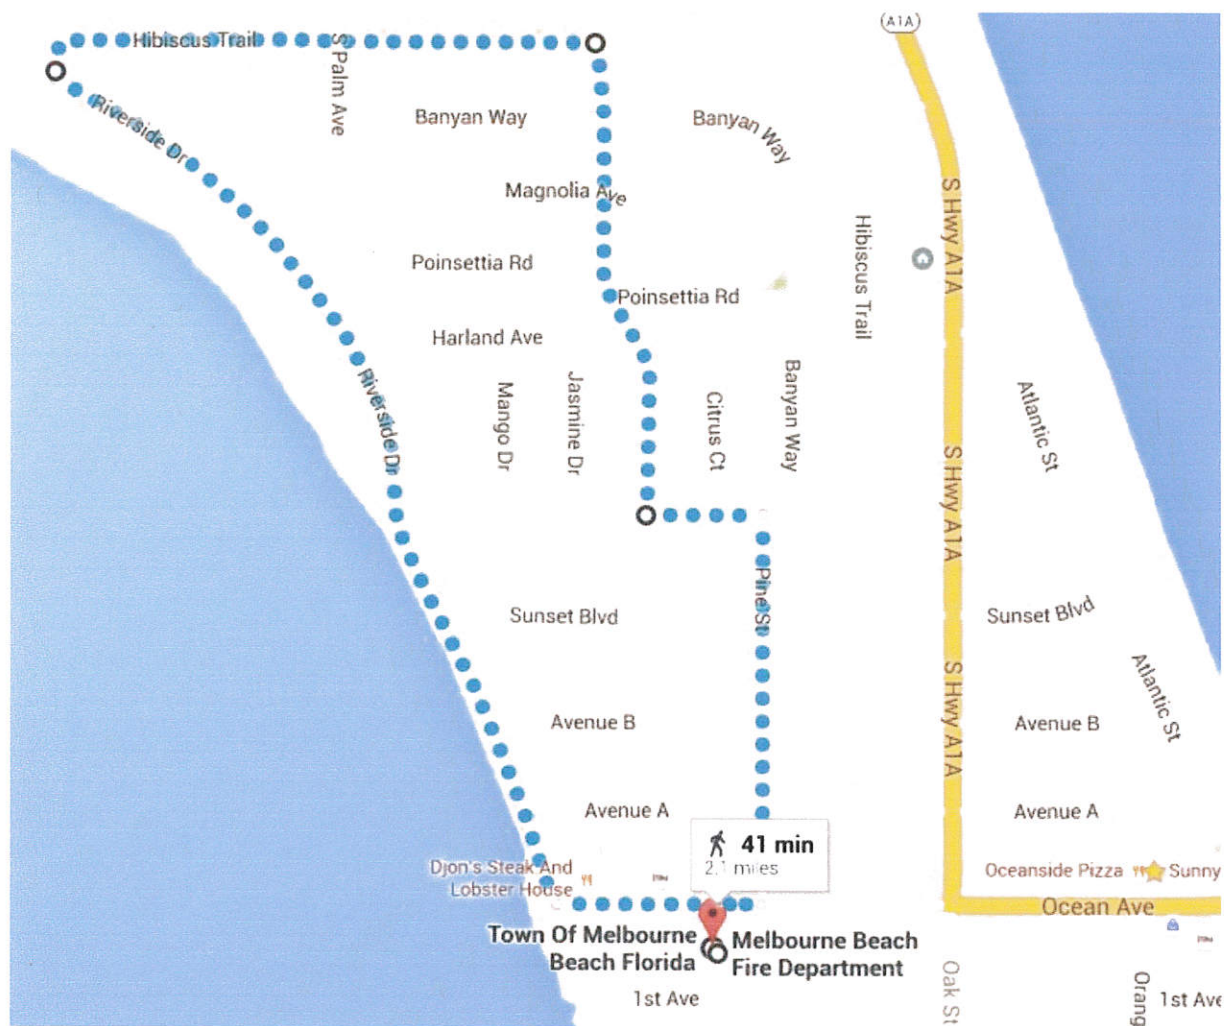 A1A
Hibiscus Trail
S Palm Ave
Riverside Dr
Banyan Way
Banyan Way
Magnolia Ave
S Hwy A1A
Hibiscus Trail
Poinsettia Rd
Poinsettia Rd
Harland Ave
Riverside Dr
Mango Dr
Jasmine Dr
Citrus Ct
Banyan Way
Atlantic St
S Hwy A1A
Pine St
Sunset Blvd
Sunset Blvd
Atlantic St
S Hwy A1A
Avenue B
Avenue B
Avenue A
Avenue A
41 min
2.1 miles
Djon's Steak And
Lobster House
Oceanside Pizza
Sunny
Ocean Ave
Town Of Melbourne
Beach Florida
Melbourne Beach
Fire Department
1st Ave
Oak St
Orang
1st Ave